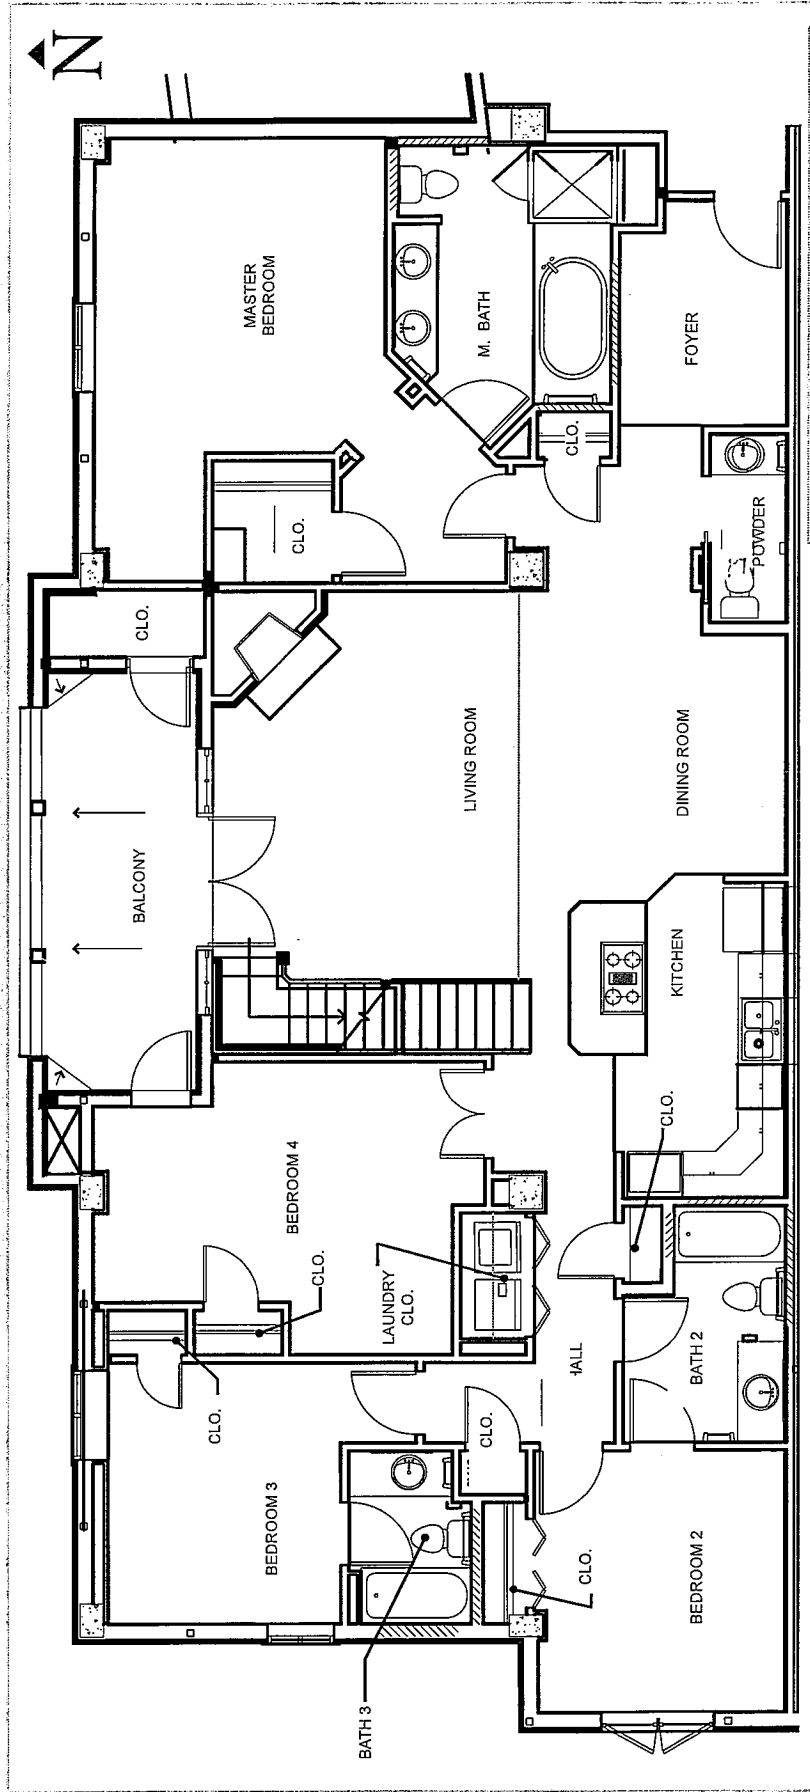 N
MASTER
BEDROOM
M. BATH
FOYER
CLO.
CLO.
POWDER
CLO.
BALCONY
LIVING ROOM
DINING ROOM
KITCHEN
CLO.
BEDROOM 4
CLO.
LAUNDRY
CLO.
CLO.
HALL
BATH 2
CLO.
BEDROOM 3
CLO.
BEDROOM 2
BATH 3